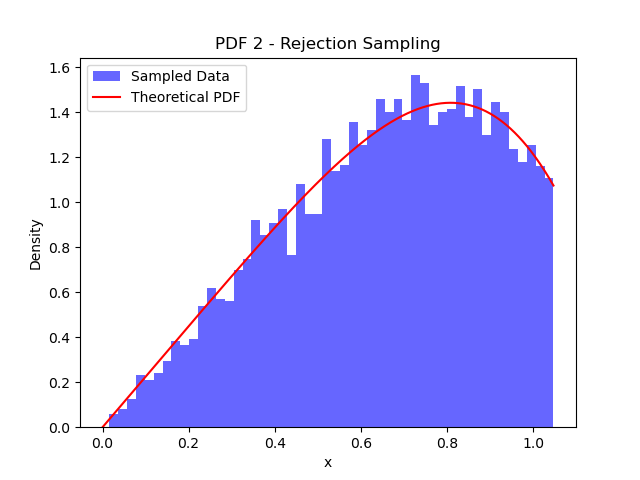 PDF 2 - Rejection Sampling
Sampled Data
Theoretical PDF
Density
1.6
1.4
1.2
1.0
0.8
0.6
0.4
0.2
0.0
0.0 0.2 0.4 0.6 0.8 1.0
x